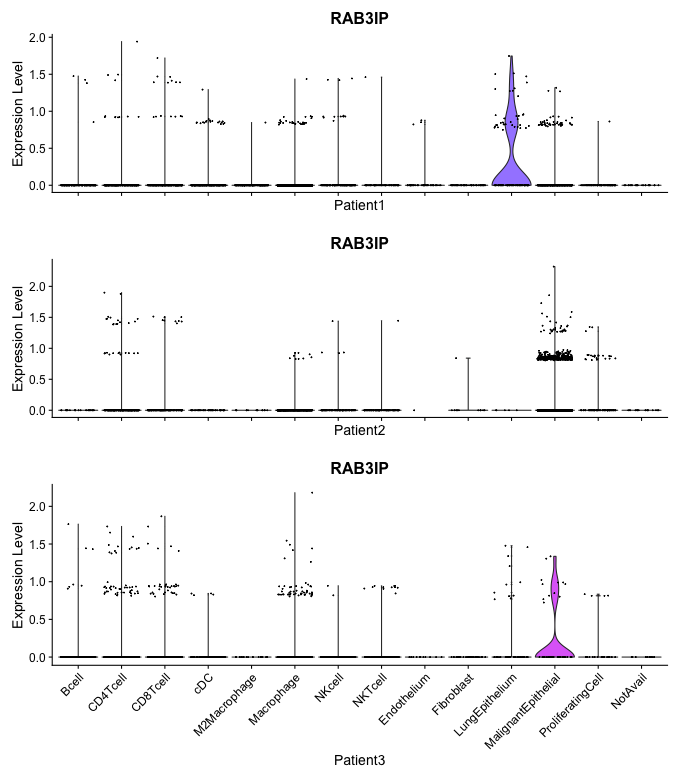 RAB3IP
Expression Level
2.0
1.5
1.0
0.5
0.0
Patient1
RAB3IP
Expression Level
2.0
1.5
1.0
0.5
0.0
Patient2
RAB3IP
Expression Level
2.0
1.5
1.0
0.5
0.0
Bcell
CD4Tcell
CD8Tcell
cDC
M2Macrophage
Macrophage
NKcell
NKTcell
Endothelium
Fibroblast
LungEpithelium
MalignantEpithelial
ProliferatingCell
NotAvail
Patient3